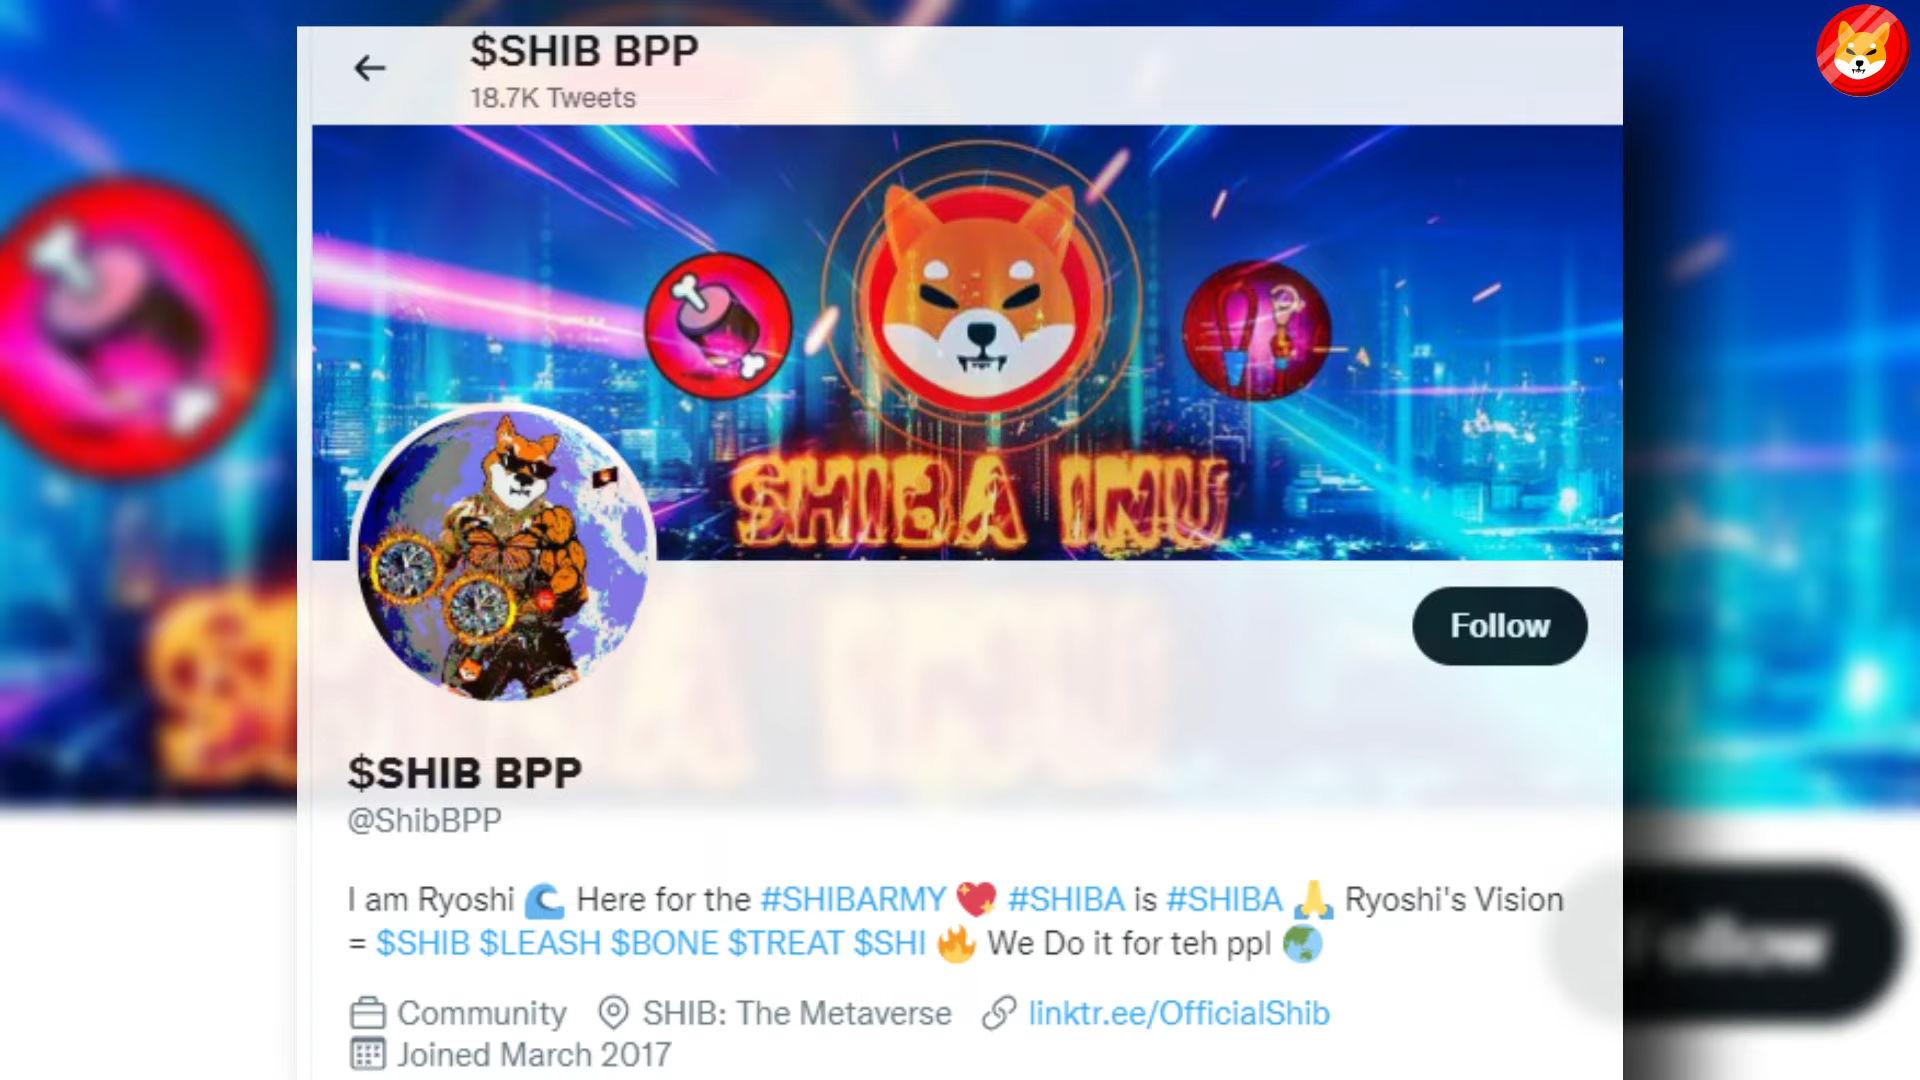 $SHIB BPP
18.7K Tweets
SHIBA INU
Follow
$SHIB BPP
@ShibBPP
I am Ryoshi 🌊 Here for the #SHIBARMY 💖 #SHIBA is #SHIBA 🙏 Ryoshi's Vision
= $SHIB $LEASH $BONE $TREAT $SHI 🔥 We Do it for teh ppl 🌏
Community SHIB: The Metaverse linktr.ee/OfficialShib
Joined March 2017